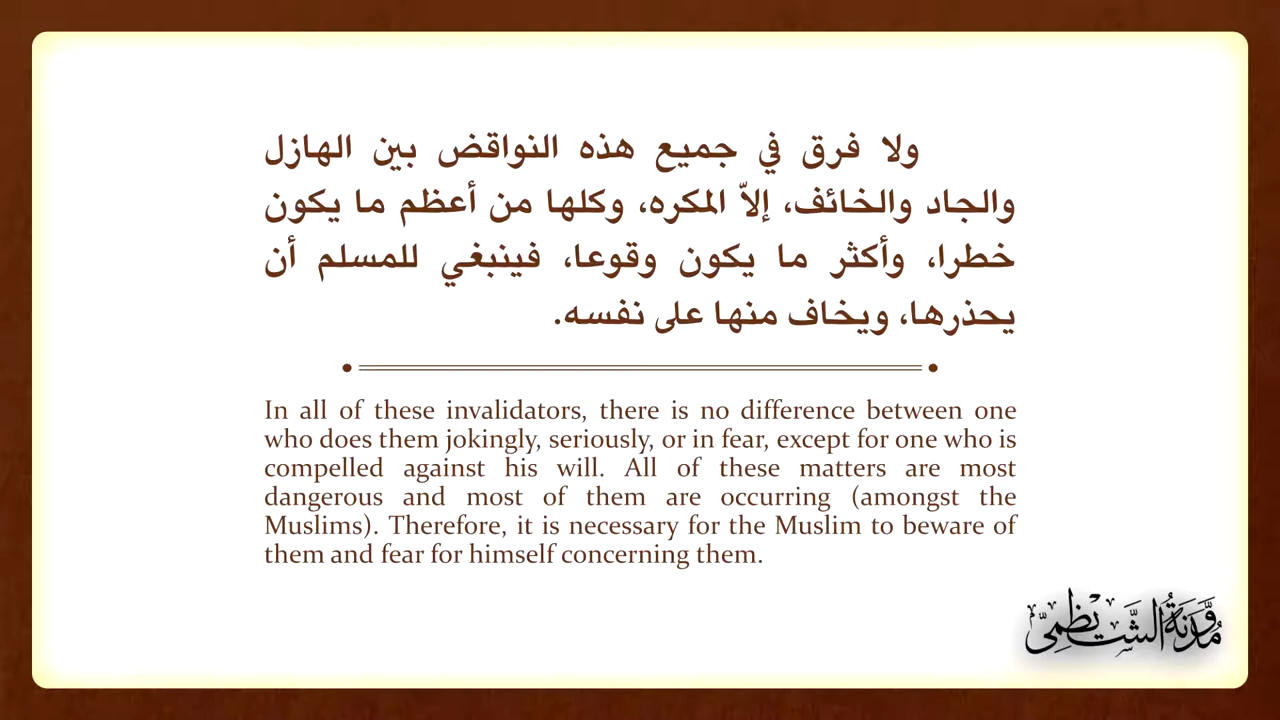 ولا فرق في جميع هذه النواقض بين الهازل
والجاد والخائف، إلاّ المكره، وكلها من أعظم ما يكون
خطرا، وأكثر ما يكون وقوعا، فينبغي للمسلم أن
يحذرها، ويخاف منها على نفسه.
In all of these invalidators, there is no difference between one
who does them jokingly, seriously, or in fear, except for one who is
compelled against his will. All of these matters are most
dangerous and most of them are occurring (amongst the
Muslims). Therefore, it is necessary for the Muslim to beware of
them and fear for himself concerning them.